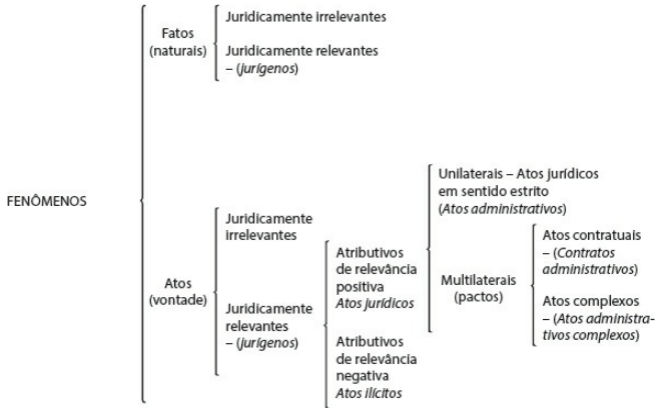 FENÔMENOS
Fatos
(naturais)
Juridicamente irrelevantes
Juridicamente relevantes
– (jurígenos)
Atos
(vontade)
Juridicamente
irrelevantes
Juridicamente
relevantes
– (jurígenos)
Atributivos
de relevância
positiva
Atos jurídicos
Atributivos
de relevância
negativa
Atos ilícitos
Unilaterais – Atos jurídicos
em sentido estrito
(Atos administrativos)
Multilaterais
(pactos)
Atos contratuais
– (Contratos
administrativos)
Atos complexos
– (Atos administra-
tivos complexos)